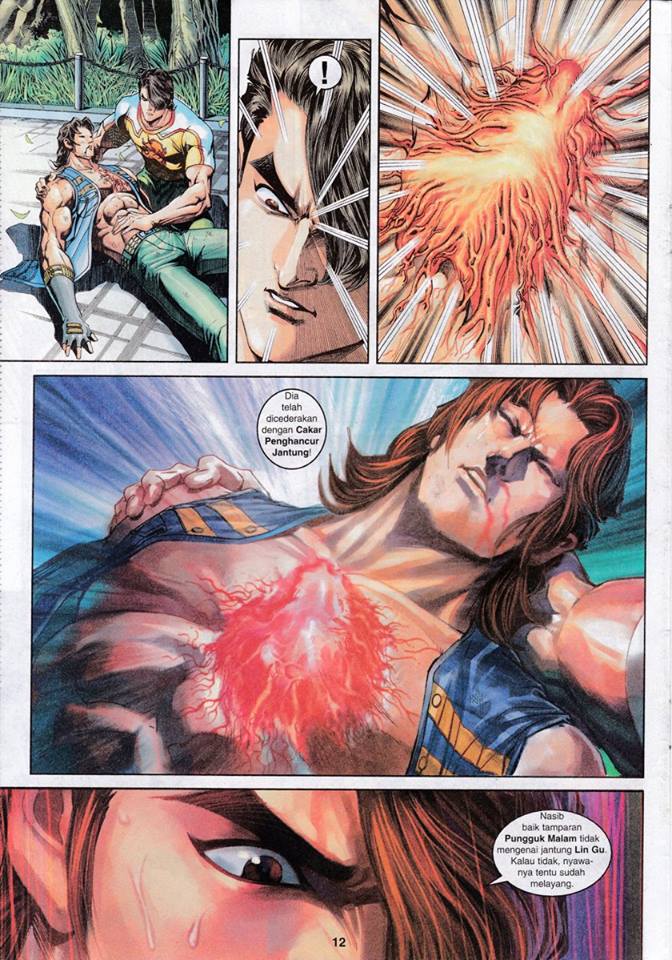 !
Dia
telah
dicederakan
dengan Cakar
Penghancur
Jantung!
Nasib
baik tamparan
Pungguk Malam tidak
mengenai jantung Lin Gu.
Kalau tidak, nyawa-
nya tentu sudah
melayang.
12